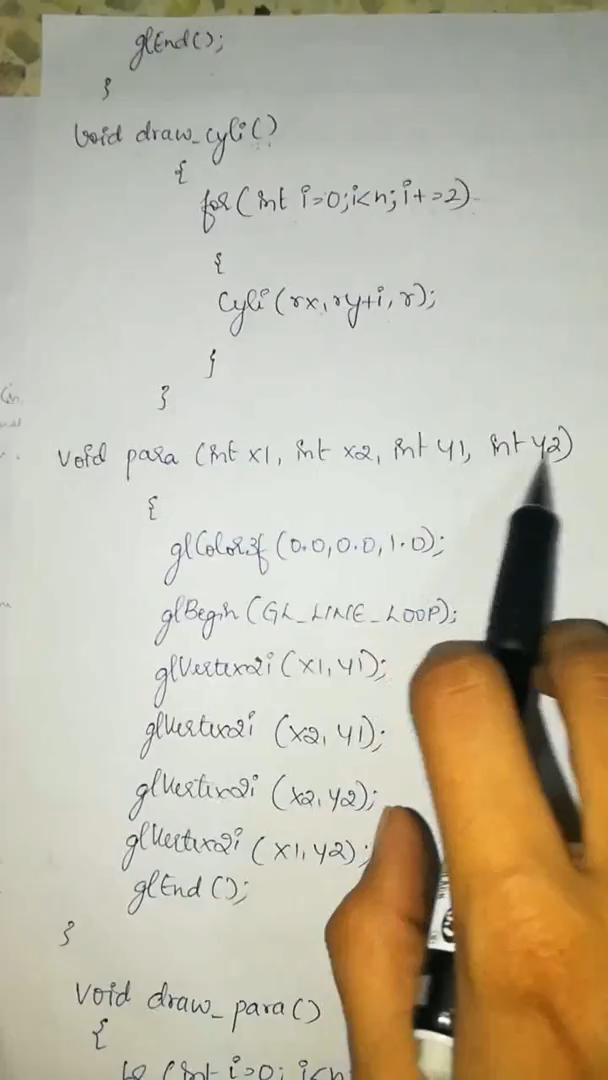 glEnd();
}
void draw_cyli()
{
for(int i=0;i<n;i+=2)
{
cyli(rx,ry+i,r);
}
}
void para (int x1, int x2, int y1, int y2)
{
glColor3f (0.0,0.0,1.0);
glBegin(GL_LINE_LOOP);
glVertex2i (x1,y1);
glVertex2i (x2,y1);
glVertex2i (x2,y2);
glVertex2i (x1,y2);
glEnd();
}
void draw_para()
{
(int i=0; i<n